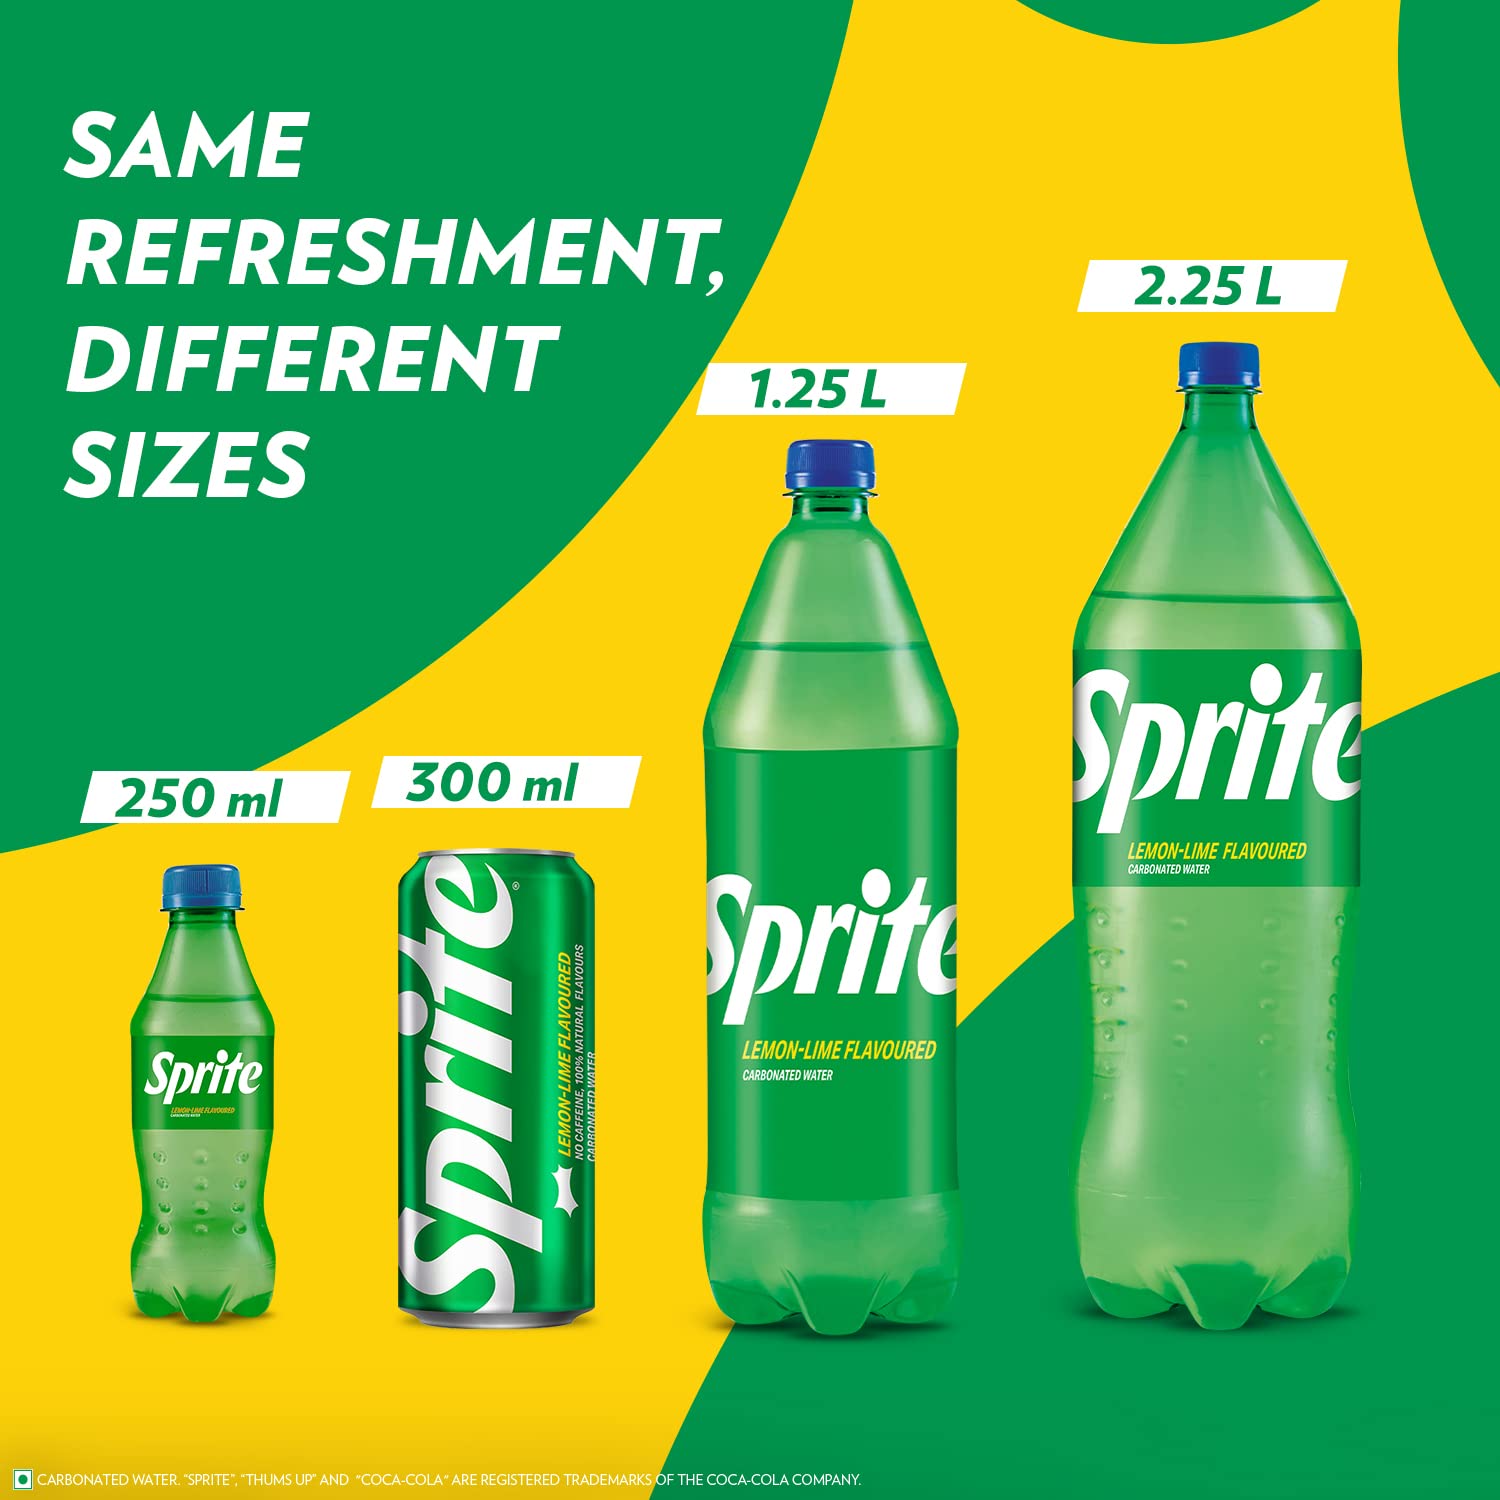 SAME
REFRESHMENT,
DIFFERENT
SIZES
2.25 L
1.25 L
250 ml
300 ml
Sprite
LEMON-LIME FLAVOURED
CARBONATED WATER
Sprite®
LEMON-LIME FLAVOURED
NO CAFFEINE, 100% NATURAL FLAVOURS
CARBONATED WATER
Sprite
LEMON-LIME FLAVOURED
CARBONATED WATER
Sprite
LEMON-LIME FLAVOURED
CARBONATED WATER
CARBONATED WATER. "SPRITE", "THUMS UP" AND "COCA-COLA" ARE REGISTERED TRADEMARKS OF THE COCA-COLA COMPANY.